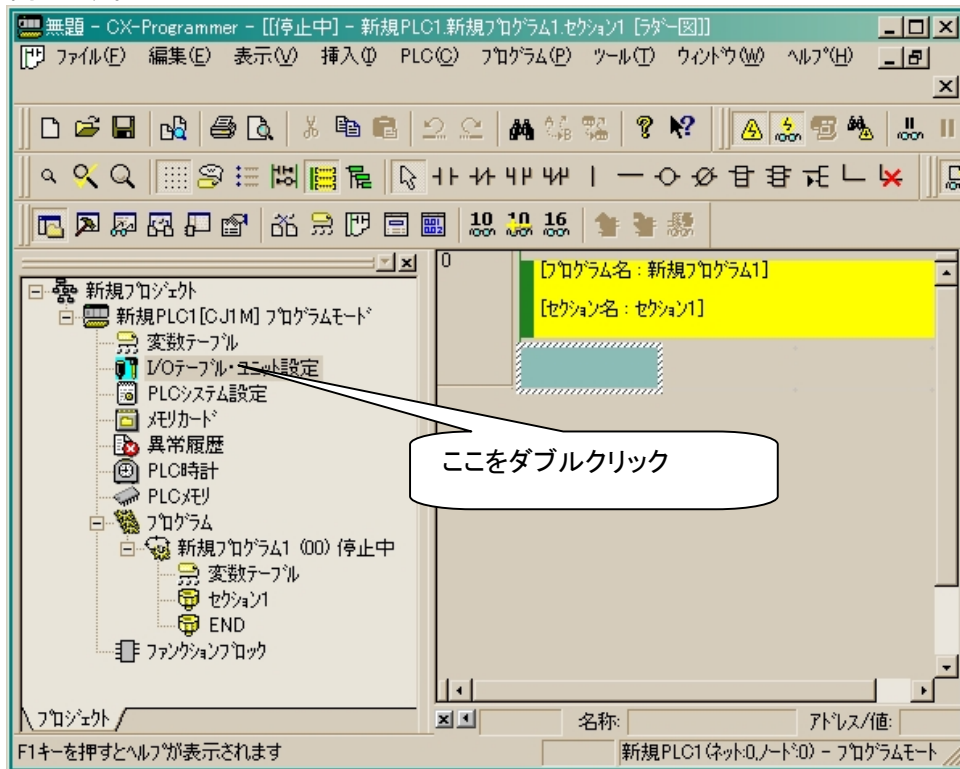 無題 - CX-Programmer - [[停止中] - 新規PLC1.新規プログラム1.セクション1 [ラダー図]]
ファイル(F) 編集(E) 表示(V) 挿入(I) PLC(C) プログラム(P) ツール(T) ウィンドウ(W) ヘルプ(H)
10 10 16
0
[プログラム名 : 新規プログラム1]
[セクション名 : セクション1]
新規プロジェクト
新規PLC1[CJ1M] プログラムモード
変数テーブル
I/Oテーブル・ユニット設定
PLCシステム設定
メモリカード
異常履歴
PLC時計
PLCメモリ
プログラム
新規プログラム1 (00) 停止中
変数テーブル
セクション1
END
ファンクションブロック
ここをダブルクリック
プロジェクト
名称:
アドレス/値:
F1キーを押すとヘルプが表示されます
新規PLC1(ネット:0,ノード:0) - プログラムモート